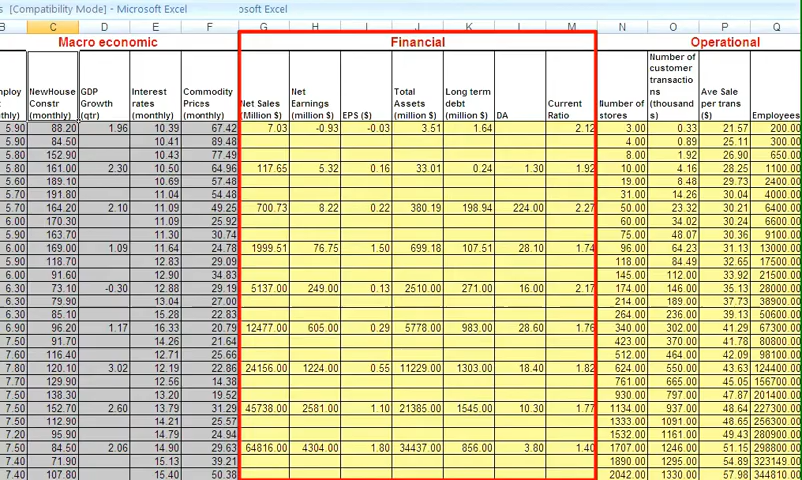 s [Compatibility Mode] - Microsoft Excel osoft Excel
B C D E F G H I J K L M N O P Q
Macro economic Financial Operational
mploy NewHouse Constr (monthly) GDP Growth (qtr) Interest rates (monthly) Commodity Prices (monthly) Net Sales (Million $) Net Earnings (Million $) EPS ($) Total Assets (million $) Long term debt (million $) DA Current Ratio Number of stores Number of customer transactio ns (thousand s) Ave Sale per trans ($) Employees
5.90 88.20 1.96 10.39 67.42 7.03 -0.93 -0.03 3.51 1.64 2.12 3.00 0.33 21.57 200.00
5.90 84.50 10.41 89.48 4.00 0.89 25.11 300.00
5.80 152.90 10.43 77.49 8.00 1.92 26.90 650.00
5.80 161.00 2.30 10.50 64.96 117.65 5.32 0.16 33.01 0.24 1.30 1.92 10.00 4.16 28.25 1100.00
5.60 189.10 10.69 57.48 19.00 8.48 29.73 2400.00
5.70 191.80 11.04 54.48 31.00 14.26 30.04 4000.00
5.70 164.20 2.10 11.09 49.25 700.73 8.22 0.22 380.19 198.94 224.00 2.27 50.00 23.32 30.21 6400.00
6.00 170.30 11.09 25.92 60.00 34.02 30.24 6600.00
5.90 163.70 11.30 30.74 75.00 48.07 30.36 9100.00
6.00 169.00 1.09 11.64 24.78 1999.51 76.75 1.50 699.18 107.51 28.10 1.74 96.00 64.23 31.13 13000.00
5.90 118.70 12.83 29.09 118.00 84.49 32.65 17500.00
6.00 91.60 12.90 34.83 145.00 112.00 33.92 21500.00
6.30 73.10 -0.30 12.88 29.19 5137.00 249.00 0.13 2510.00 271.00 16.00 2.17 174.00 146.00 35.13 28000.00
6.30 79.90 13.04 27.00 214.00 189.00 37.73 38900.00
6.30 85.10 15.28 22.83 264.00 236.00 39.13 50600.00
6.90 96.20 1.17 16.33 20.79 12477.00 605.00 0.29 5778.00 983.00 28.60 1.76 340.00 302.00 41.29 67300.00
7.50 91.70 14.26 21.64 423.00 370.00 41.78 80800.00
7.60 116.40 12.71 25.66 512.00 464.00 42.09 98100.00
7.80 120.10 3.02 12.19 22.86 24156.00 1224.00 0.55 11229.00 1303.00 18.40 1.82 624.00 550.00 43.63 124400.00
7.70 129.90 12.56 14.38 761.00 665.00 45.05 156700.00
7.50 138.30 13.20 19.52 930.00 797.00 47.87 201400.00
7.50 152.70 2.60 13.79 31.29 45738.00 2581.00 1.10 21385.00 1545.00 10.30 1.77 1134.00 937.00 48.64 227300.00
7.50 112.90 14.21 25.57 1333.00 1091.00 48.65 256300.00
7.20 95.90 14.79 24.94 1532.00 1161.00 49.43 280900.00
7.50 84.50 2.06 14.90 29.63 64816.00 4304.00 1.80 34437.00 856.00 3.80 1.40 1707.00 1246.00 51.15 298800.00
7.40 71.90 15.13 39.21 1890.00 1295.00 54.89 323149.00
7.40 107.80 15.40 50.38 2042.00 1330.00 57.98 344810.00